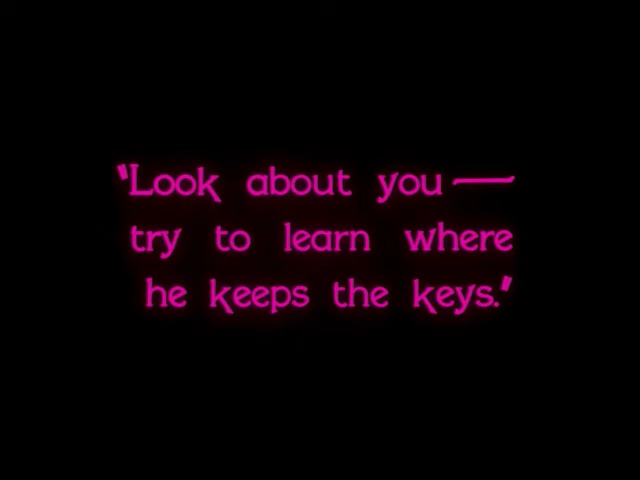 "Look about you —
try to learn where
he keeps the keys."